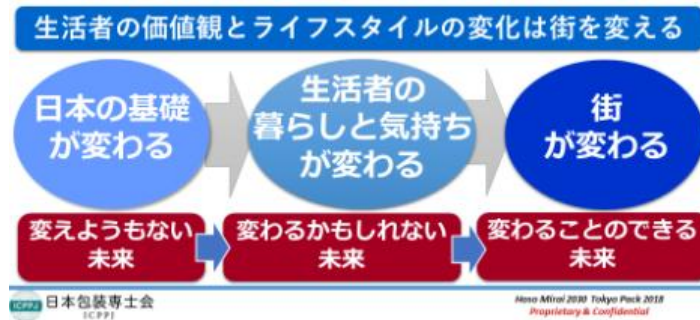 生活者の価値観とライフスタイルの変化は街を変える
日本の基礎
が変わる
生活者の
暮らしと気持ち
が変わる
街
が変わる
変えようもない
未来
変わるかもしれない
未来
変わることのできる
未来
ICPPJ
日本包装専士会
ICPPJ
Hoso Mirai 2030 Tokyo Pack 2018
Proprietary & Confidential